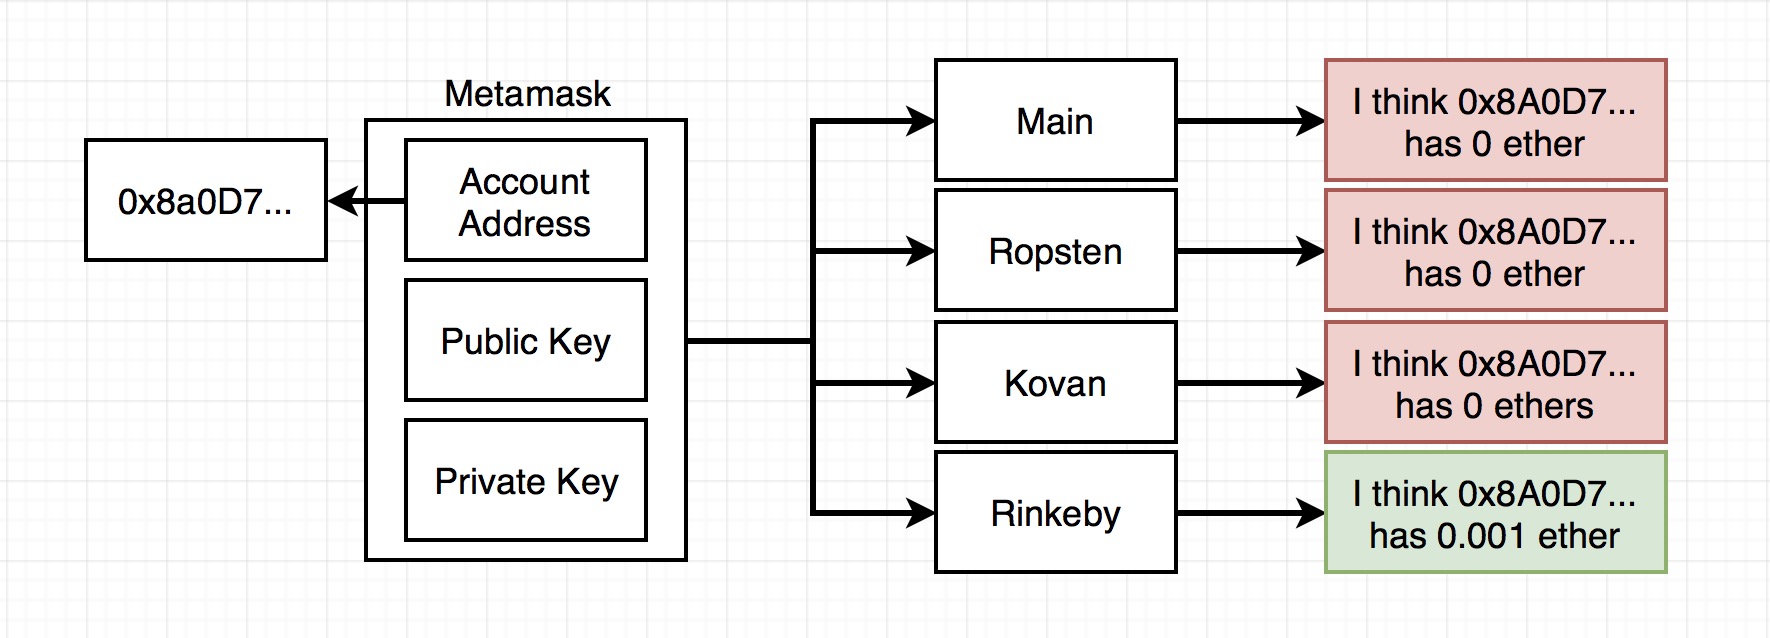 Metamask
0x8a0D7...
Account
Address
Public Key
Private Key
Main
I think 0x8A0D7...
has 0 ether
Ropsten
I think 0x8A0D7...
has 0 ether
Kovan
I think 0x8A0D7...
has 0 ethers
Rinkeby
I think 0x8A0D7...
has 0.001 ether